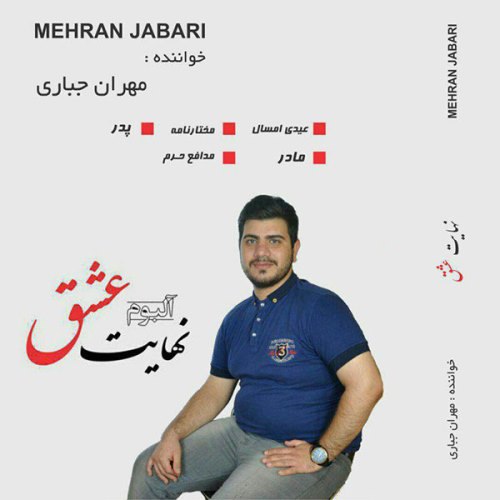 MEHRAN JABARI
خواننده :
مهران جباری
عیدی امسال
مختارنامه
پدر
مادر
مدافع حرم
آلبوم
نهایت عشق
MEHRAN JABARI
نهایت عشق
خواننده : مهران جباری